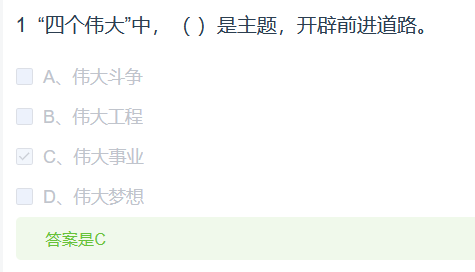 1 “四个伟大”中，（ ）是主题，开辟前进道路。
A、伟大斗争
B、伟大工程
C、伟大事业
D、伟大梦想
答案是C